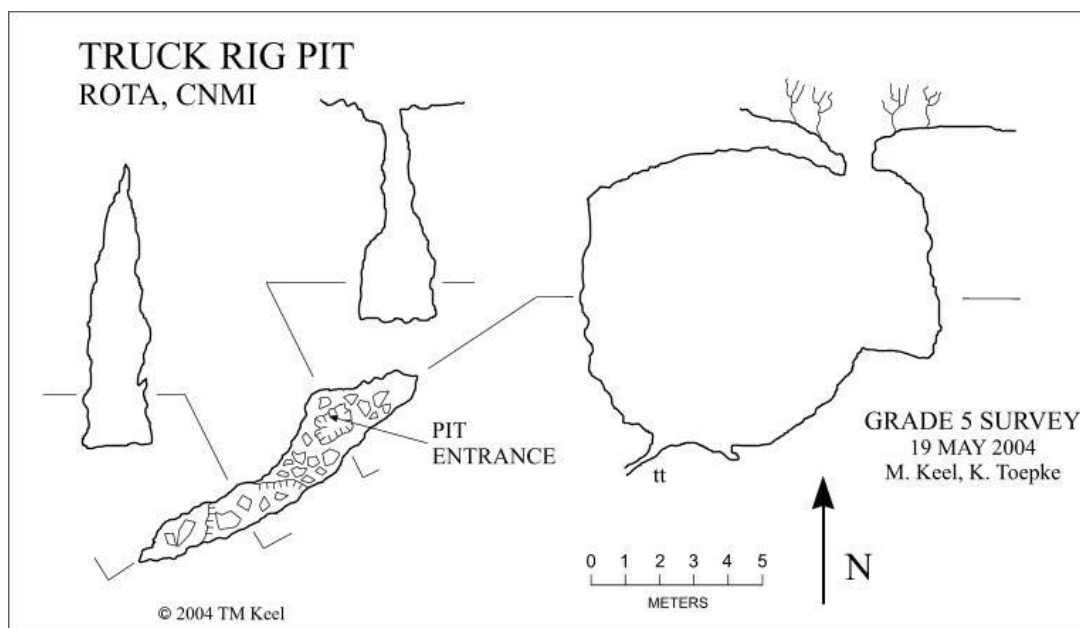 TRUCK RIG PIT
ROTA, CNMI
PIT
ENTRANCE
tt
GRADE 5 SURVEY
19 MAY 2004
M. Keel, K. Toepke
0 1 2 3 4 5
METERS
N
© 2004 TM Keel